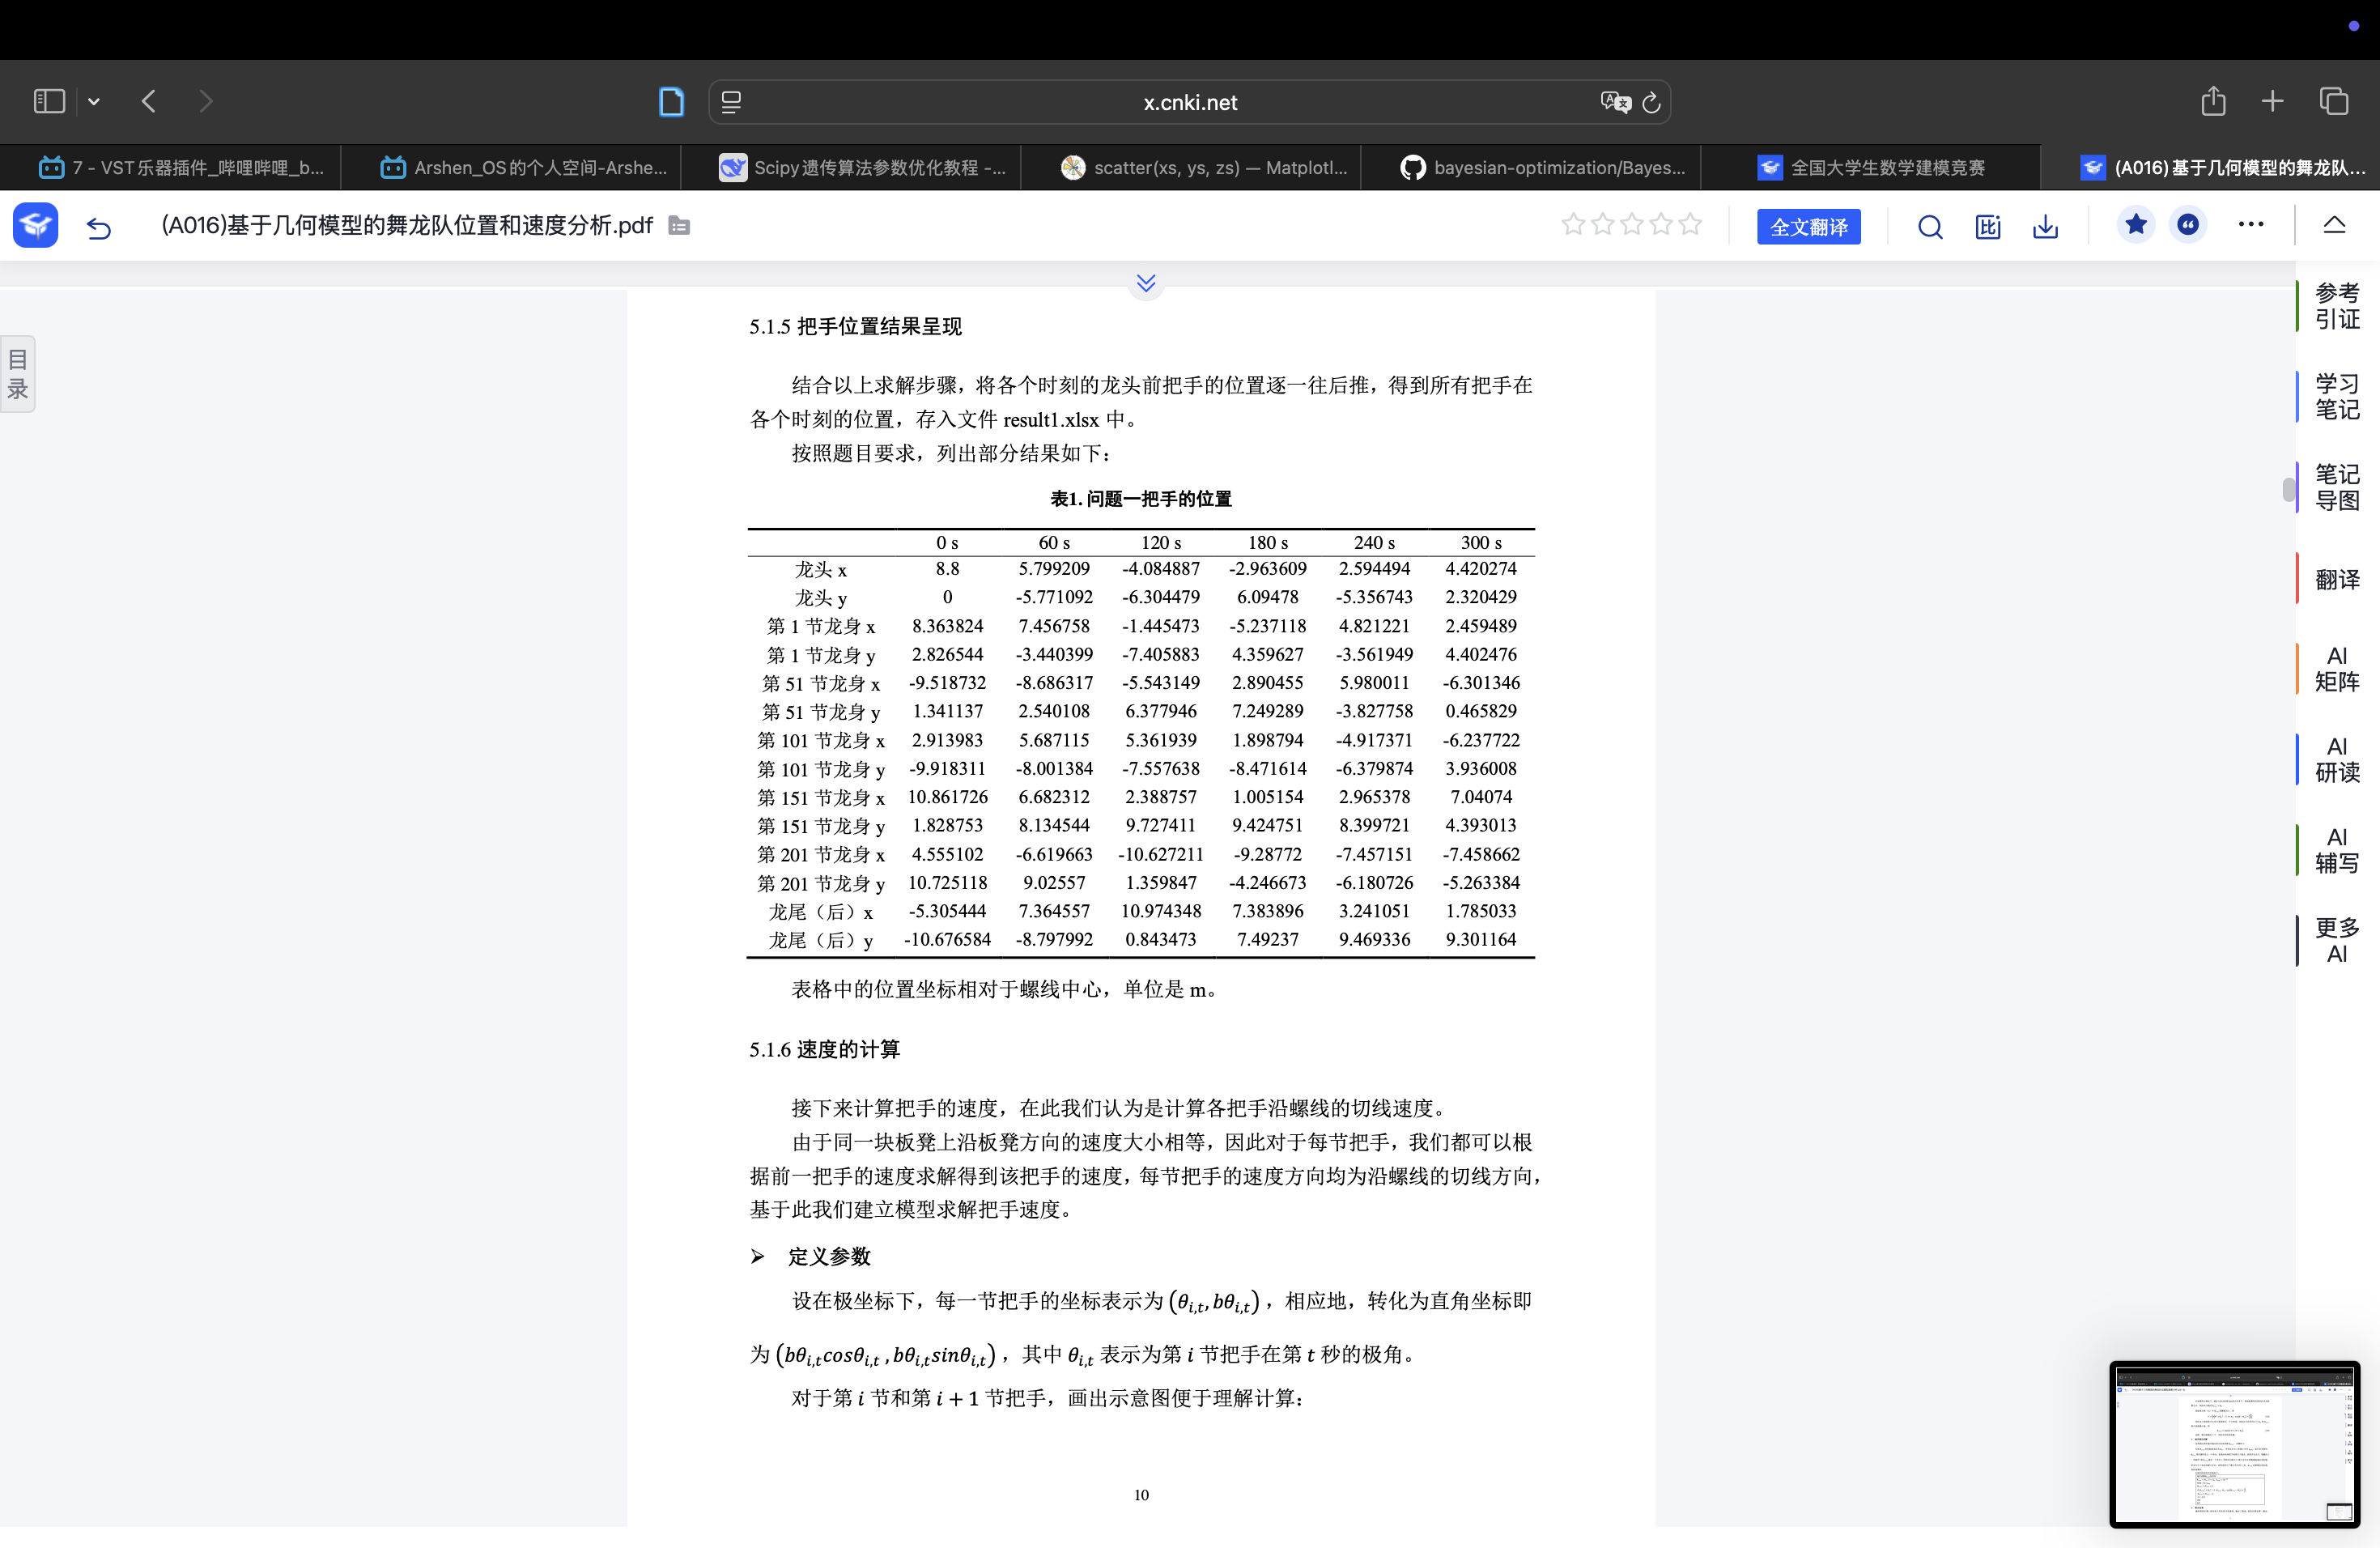 x.cnki.net
7 - VST乐器插件_哔哩哔哩_b...
Arshen_OS的个人空间-Arshe...
Scipy遗传算法参数优化教程 -...
scatter(xs, ys, zs) — Matplotl...
bayesian-optimization/Bayes...
全国大学生数学建模竞赛
(A016)基于几何模型的舞龙队...
(A016)基于几何模型的舞龙队位置和速度分析.pdf
全文翻译
目录
参考引证
学习笔记
笔记导图
翻译
AI矩阵
AI研读
AI辅写
更多AI
5.1.5 把手位置结果呈现
结合以上求解步骤，将各个时刻的龙头前把手的位置逐一往后推，得到所有把手在
各个时刻的位置，存入文件 result1.xlsx 中。
按照题目要求，列出部分结果如下：
表1. 问题一把手的位置
0 s 60 s 120 s 180 s 240 s 300 s
龙头 x 8.8 5.799209 -4.084887 -2.963609 2.594494 4.420274
龙头 y 0 -5.771092 -6.304479 6.09478 -5.356743 2.320429
第 1 节龙身 x 8.363824 7.456758 -1.445473 -5.237118 4.821221 2.459489
第 1 节龙身 y 2.826544 -3.440399 -7.405883 4.359627 -3.561949 4.402476
第 51 节龙身 x -9.518732 -8.686317 -5.543149 2.890455 5.980011 -6.301346
第 51 节龙身 y 1.341137 2.540108 6.377946 7.249289 -3.827758 0.465829
第 101 节龙身 x 2.913983 5.687115 5.361939 1.898794 -4.917371 -6.237722
第 101 节龙身 y -9.918311 -8.001384 -7.557638 -8.471614 -6.379874 3.936008
第 151 节龙身 x 10.861726 6.682312 2.388757 1.005154 2.965378 7.04074
第 151 节龙身 y 1.828753 8.134544 9.727411 9.424751 8.399721 4.393013
第 201 节龙身 x 4.555102 -6.619663 -10.627211 -9.28772 -7.457151 -7.458662
第 201 节龙身 y 10.725118 9.02557 1.359847 -4.246673 -6.180726 -5.263384
龙尾（后）x -5.305444 7.364557 10.974348 7.383896 3.241051 1.785033
龙尾（后）y -10.676584 -8.797992 0.843473 7.49237 9.469336 9.301164
表格中的位置坐标相对于螺线中心，单位是 m。
5.1.6 速度的计算
接下来计算把手的速度，在此我们认为是计算各把手沿螺线的切线速度。
由于同一块板凳上沿板凳方向的速度大小相等，因此对于每节把手，我们都可以根
据前一把手的速度求解得到该把手的速度，每节把手的速度方向均为沿螺线的切线方向，
基于此我们建立模型求解把手速度。
➢ 定义参数
设在极坐标下，每一节把手的坐标表示为 (θi,t, bθi,t)，相应地，转化为直角坐标即
为 (bθi,tcosθi,t , bθi,tsinθi,t)，其中 θi,t 表示为第 i 节把手在第 t 秒的极角。
对于第 i 节和第 i + 1 节把手，画出示意图便于理解计算：
10